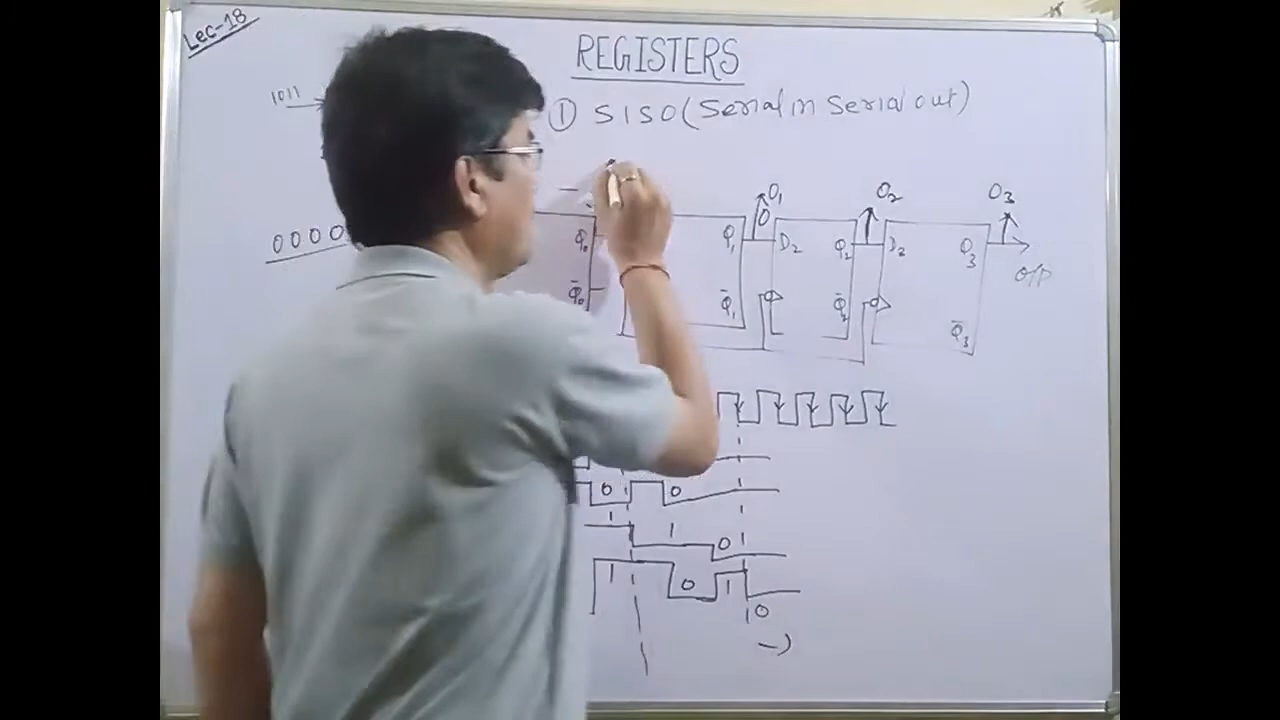 Lec-18
REGISTERS
1011
① SISO (Serial in Serial out)
O1 O2 O3
0
0000
Q0 Q1 D2 Q2 D3 Q3
O/P
Q̄0 Q̄1 Q̄2 Q̄3
0 0
1 1 0
1 0 1
0